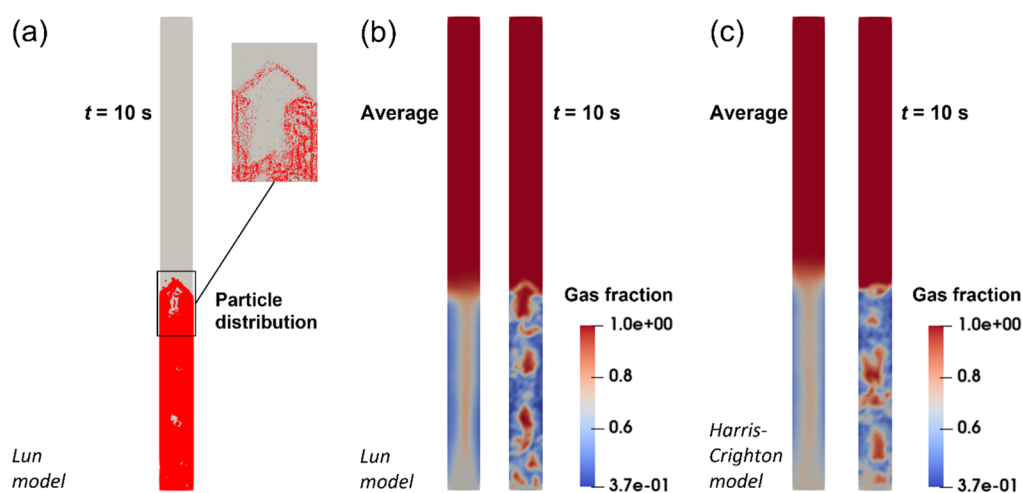 (a)
t = 10 s
Particle
distribution
Lun
model
(b)
Average
t = 10 s
Gas fraction
1.0e+00
0.8
0.6
3.7e-01
Lun
model
(c)
Average
t = 10 s
Gas fraction
1.0e+00
0.8
0.6
3.7e-01
Harris-
Crighton
model